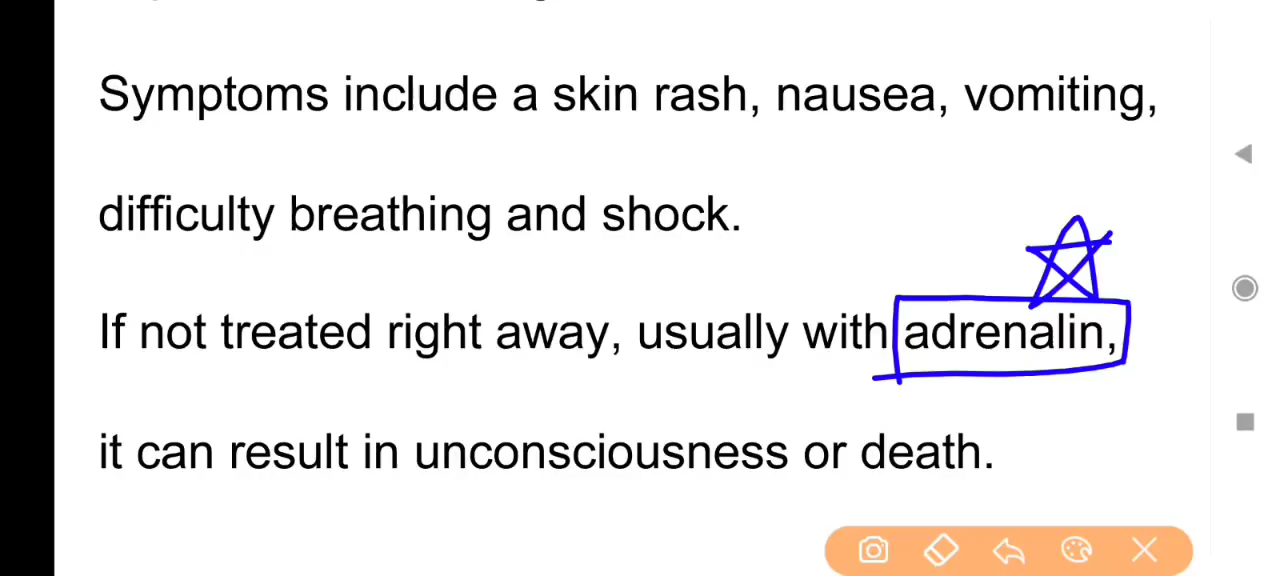 Symptoms include a skin rash, nausea, vomiting,
difficulty breathing and shock.
If not treated right away, usually with adrenalin,
it can result in unconsciousness or death.